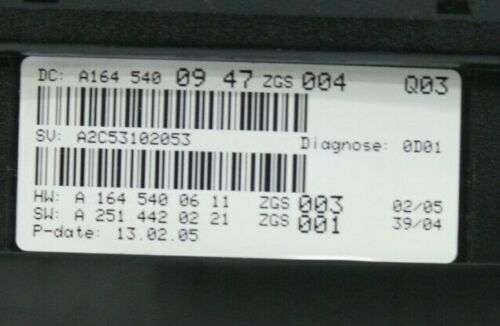 DC: A164 540 09 47 ZGS 004 Q03
SV: A2C53102053 Diagnose: 0D01
HW: A 164 540 06 11 ZGS 003 02/05
SW: A 251 442 02 21 ZGS 001 39/04
P-date: 13.02.05